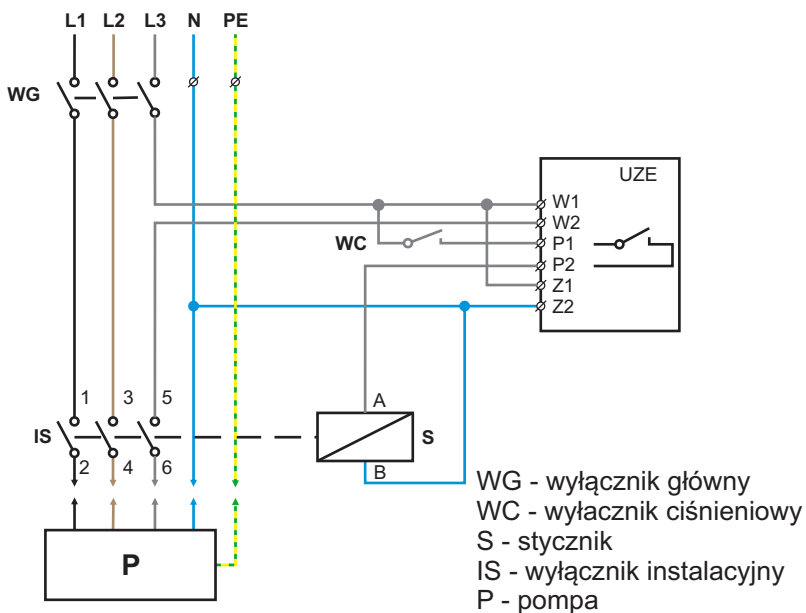 L1 L2 L3 N PE
WG
UZE
W1
W2
WC P1
P2
Z1
Z2
1 3 5
A
IS S
2 4 6
B
P
WG - wyłącznik główny
WC - wyłacznik ciśnieniowy
S - stycznik
IS - wyłącznik instalacyjny
P - pompa